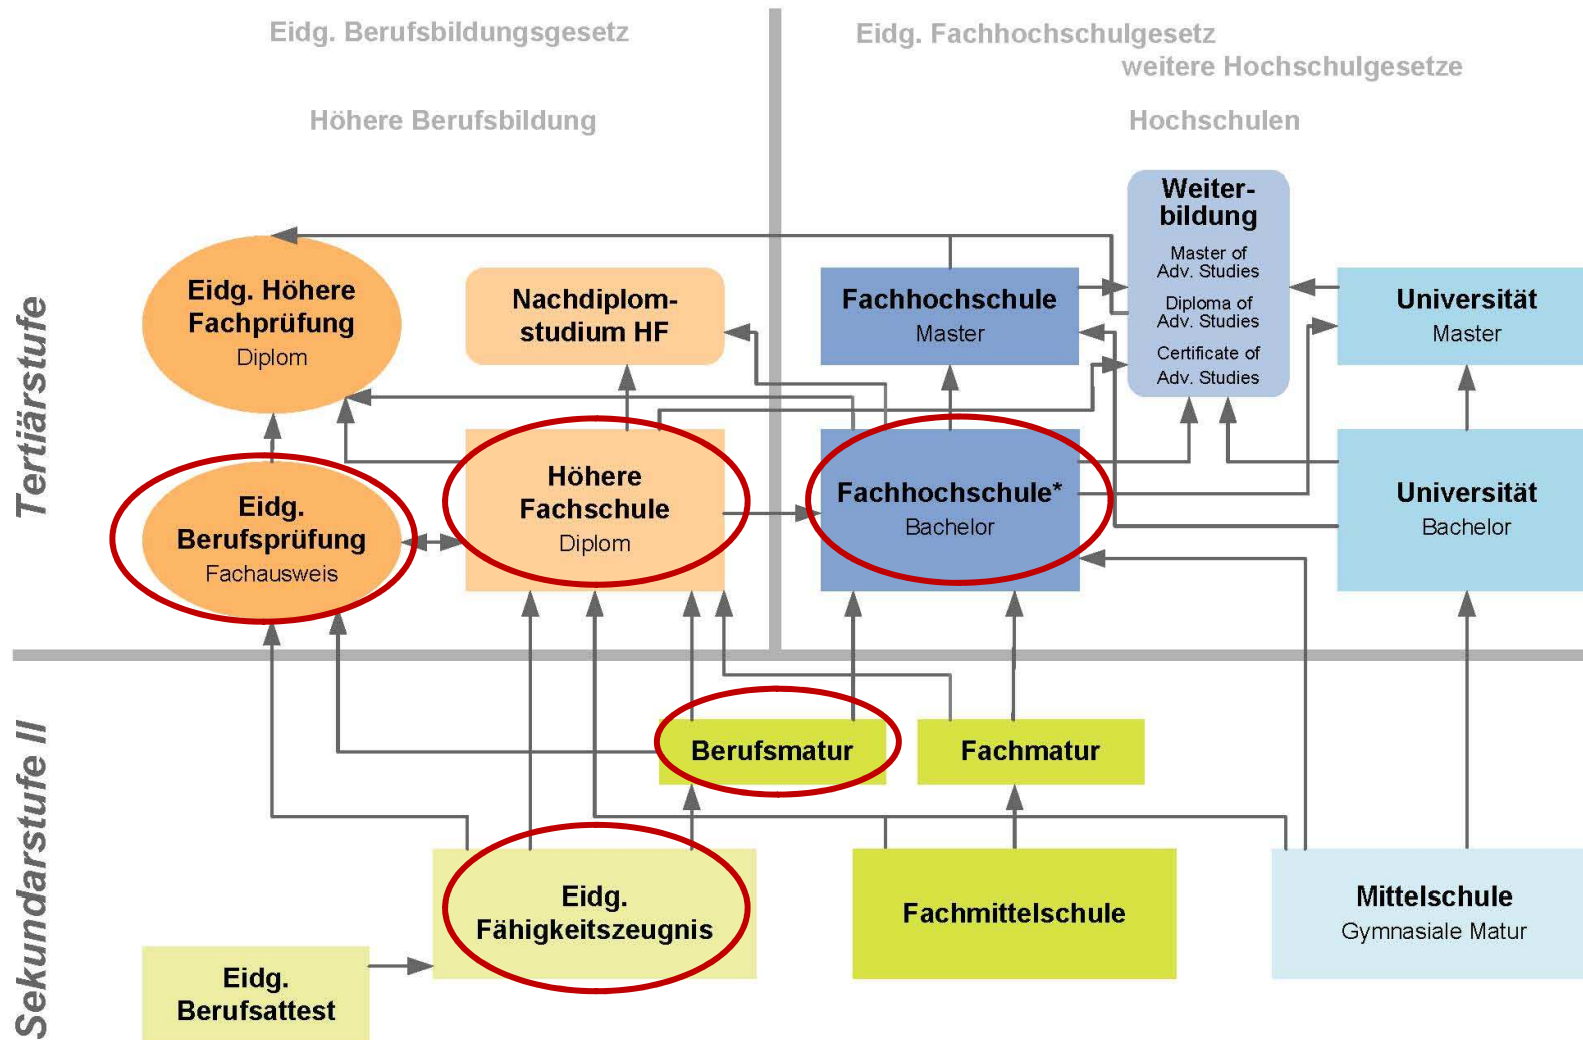 Eidg. Berufsbildungsgesetz
Eidg. Fachhochschulgesetz
weitere Hochschulgesetze
Höhere Berufsbildung
Hochschulen
Tertiärstufe
Weiter-
bildung
Master of
Adv. Studies
Diploma of
Adv. Studies
Certificate of
Adv. Studies
Eidg. Höhere
Fachprüfung
Diplom
Nachdiplom-
studium HF
Fachhochschule
Master
Universität
Master
Eidg.
Berufsprüfung
Fachausweis
Höhere
Fachschule
Diplom
Fachhochschule*
Bachelor
Universität
Bachelor
Sekundarstufe II
Berufsmatur
Fachmatur
Eidg.
Fähigkeitszeugnis
Fachmittelschule
Mittelschule
Gymnasiale Matur
Eidg.
Berufsattest